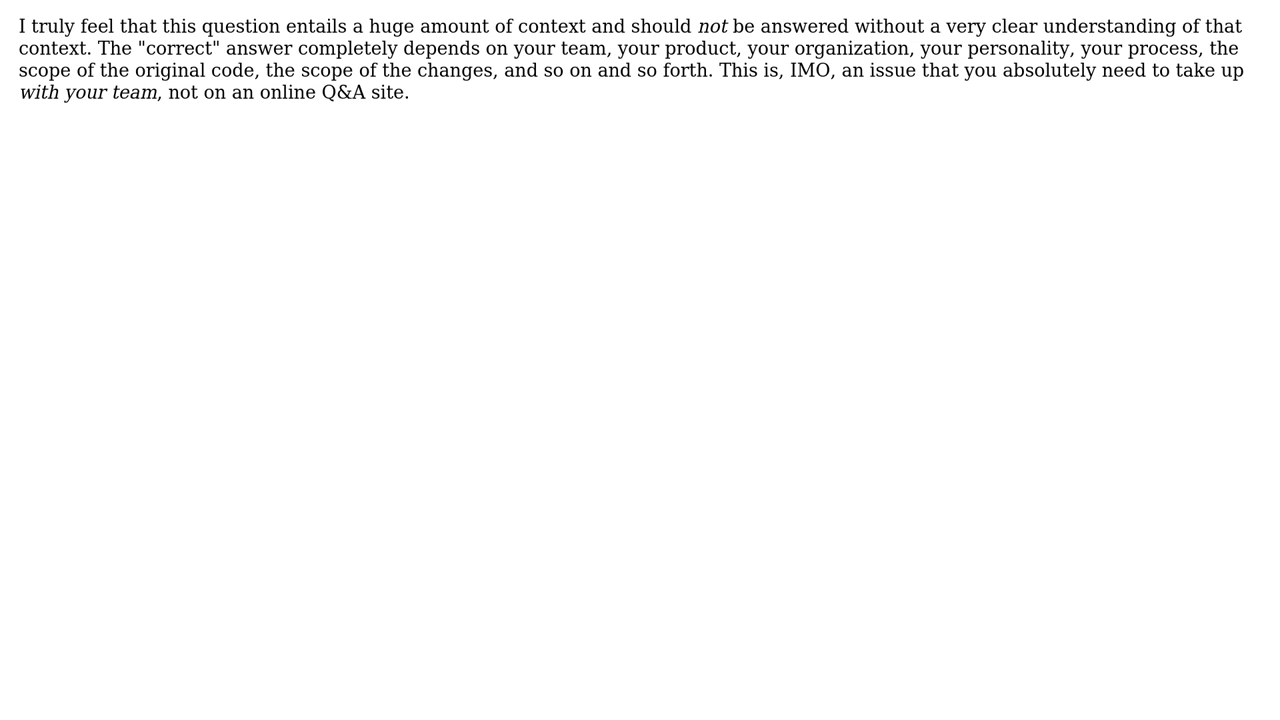 I truly feel that this question entails a huge amount of context and should not be answered without a very clear understanding of that
context. The "correct" answer completely depends on your team, your product, your organization, your personality, your process, the
scope of the original code, the scope of the changes, and so on and so forth. This is, IMO, an issue that you absolutely need to take up
with your team, not on an online Q&A site.